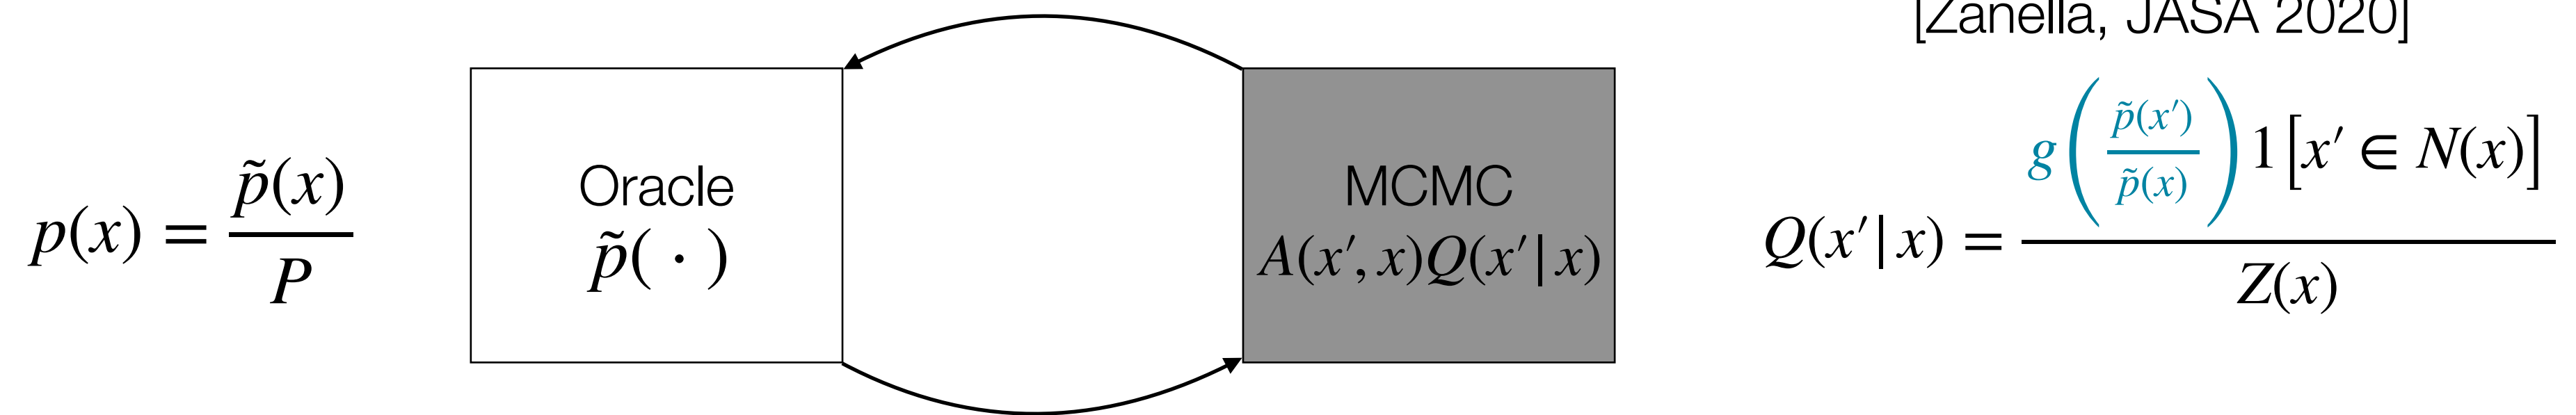 [Zanella, JASA 2020]
p(x) = p̃(x) / P
Oracle
p̃( · )
MCMC
A(x′, x)Q(x′ | x)
Q(x′ | x) = g( p̃(x′) / p̃(x) ) 1[x′ ∈ N(x)] / Z(x)